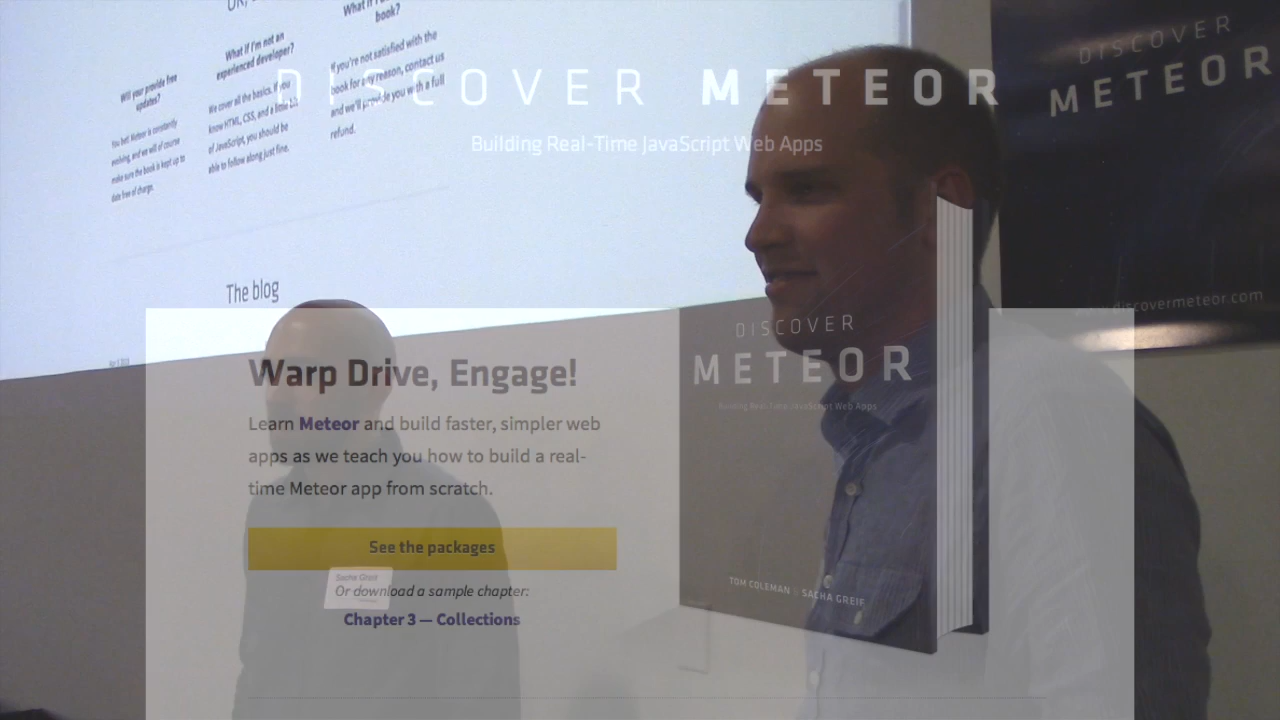 What if I'm not an
experienced developer?
book?
Will your provide free
updates?
You bet! Meteor is constantly
evolving, and we will of course
make sure the book is kept up to
date free of charge.
We cover all the basics. If you
know HTML, CSS, and a little bit
of JavaScript, you should be
able to follow along just fine.
If you're not satisfied with the
book for any reason, contact us
and we'll provide you with a full
refund.
DISCOVER METEOR
Building Real-Time JavaScript Web Apps
DISCOVER
METEOR
www.discovermeteor.com
The blog
Warp Drive, Engage!
Learn Meteor and build faster, simpler web
apps as we teach you how to build a real-
time Meteor app from scratch.
See the packages
Sacha Greif
Or download a sample chapter:
Chapter 3 — Collections
DISCOVER
METEOR
Building Real-Time JavaScript Web Apps
TOM COLEMAN SACHA GREIF